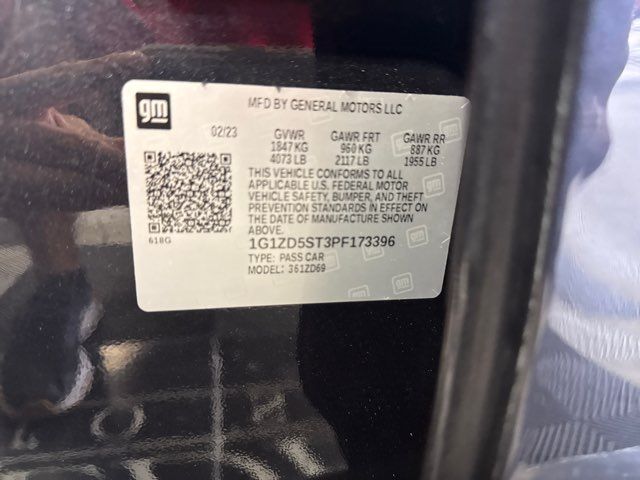 gm
MFD BY GENERAL MOTORS LLC
02/23 GVWR GAWR FRT GAWR RR
1847 KG 960 KG 887 KG
4073 LB 2117 LB 1955 LB
THIS VEHICLE CONFORMS TO ALL
APPLICABLE U.S. FEDERAL MOTOR
VEHICLE SAFETY, BUMPER, AND THEFT
PREVENTION STANDARDS IN EFFECT ON
THE DATE OF MANUFACTURE SHOWN
ABOVE.
618G
1G1ZD5ST3PF173396
TYPE: PASS CAR
MODEL: 361ZD69